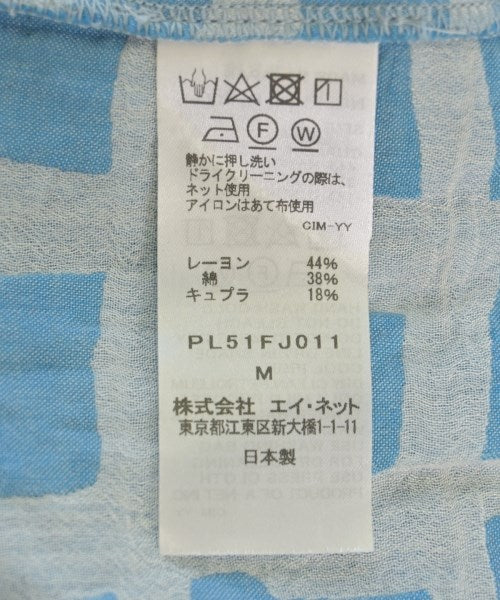 F W
静かに押し洗い
ドライクリーニングの際は、
ネット使用
アイロンはあて布使用
CIM-YY
レーヨン 44%
綿 38%
キュプラ 18%
PL51FJ011
M
株式会社 エイ・ネット
東京都江東区新大橋1-1-11
日本製